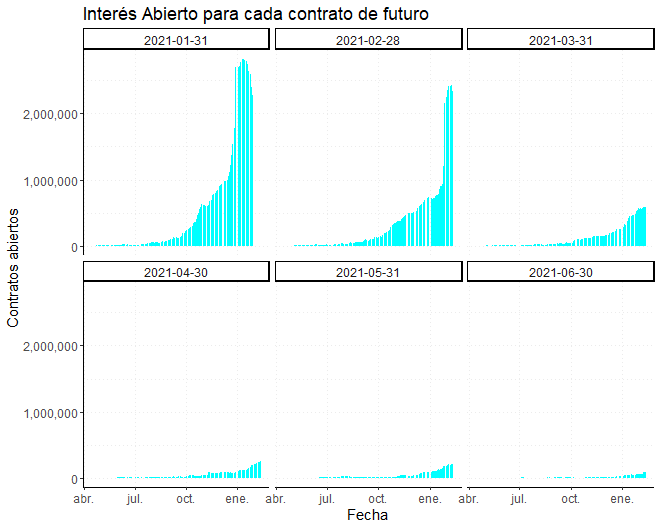 Interés Abierto para cada contrato de futuro
2021-01-31 2021-02-28 2021-03-31
2,000,000
1,000,000
0
2021-04-30 2021-05-31 2021-06-30
2,000,000
1,000,000
0
Contratos abiertos
abr. jul. oct. ene. abr. jul. oct. ene. abr. jul. oct. ene.
Fecha